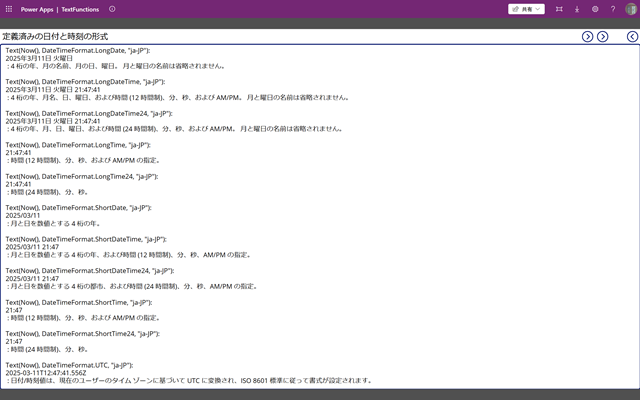 Power Apps | TextFunctions
共有
定義済みの日付と時刻の形式
Text(Now(), DateTimeFormat.LongDate, "ja-JP"):
2025年3月11日 火曜日
: 4 桁の年、月の名前、月の日、曜日。 月と曜日の名前は省略されません。
Text(Now(), DateTimeFormat.LongDateTime, "ja-JP"):
2025年3月11日 火曜日 21:47:41
: 4 桁の年、月名、日、曜日、および時間 (12 時間制)、分、秒、および AM/PM。 月と曜日の名前は省略されません。
Text(Now(), DateTimeFormat.LongDateTime24, "ja-JP"):
2025年3月11日 火曜日 21:47:41
: 4 桁の年、月、日、曜日、および時間 (24 時間制)、分、秒、および AM/PM。 月と曜日の名前は省略されません。
Text(Now(), DateTimeFormat.LongTime, "ja-JP"):
21:47:41
: 時間 (12 時間制)、分、秒、および AM/PM の指定。
Text(Now(), DateTimeFormat.LongTime24, "ja-JP"):
21:47:41
: 時間 (24 時間制)、分、秒。
Text(Now(), DateTimeFormat.ShortDate, "ja-JP"):
2025/03/11
: 月と日を数値とする 4 桁の年。
Text(Now(), DateTimeFormat.ShortDateTime, "ja-JP"):
2025/03/11 21:47
: 月と日を数値とする 4 桁の年、および時間 (12 時間制)、分、秒、AM/PM の指定。
Text(Now(), DateTimeFormat.ShortDateTime24, "ja-JP"):
2025/03/11 21:47
: 月と日を数値とする 4 桁の都市、および時間 (24 時間制)、分、秒、AM/PM の指定。
Text(Now(), DateTimeFormat.ShortTime, "ja-JP"):
21:47
: 時間 (12 時間制)、分、秒、および AM/PM の指定。
Text(Now(), DateTimeFormat.ShortTime24, "ja-JP"):
21:47
: 時間 (24 時間制)、分、秒。
Text(Now(), DateTimeFormat.UTC, "ja-JP"):
2025-03-11T12:47:41.556Z
: 日付/時刻値は、現在のユーザーのタイム ゾーンに基づいて UTC に変換され、ISO 8601 標準に従って書式が設定されます。